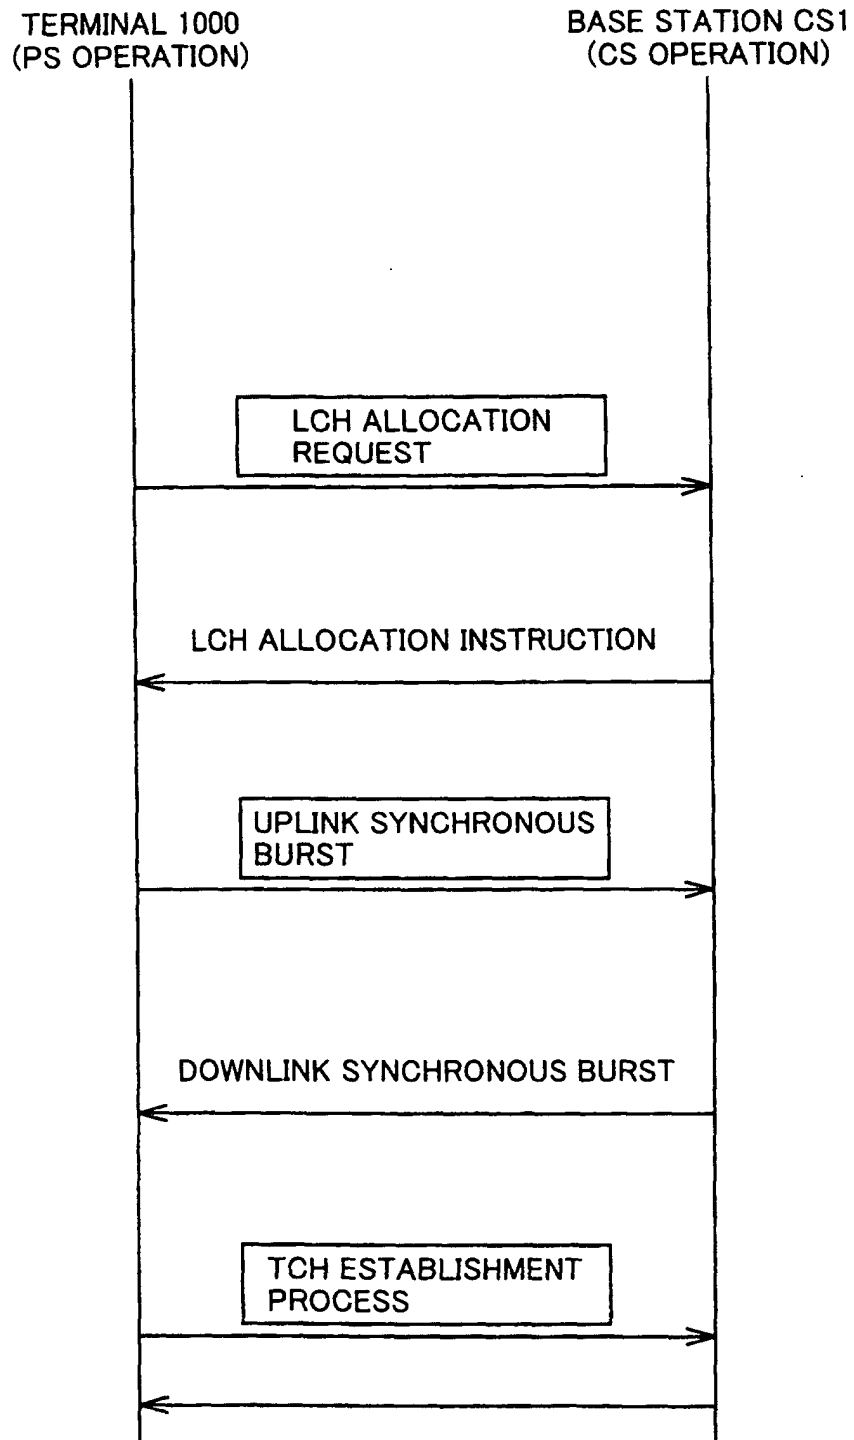 TERMINAL 1000
(PS OPERATION)
BASE STATION CS1
(CS OPERATION)
LCH ALLOCATION
REQUEST
LCH ALLOCATION INSTRUCTION
UPLINK SYNCHRONOUS
BURST
DOWNLINK SYNCHRONOUS BURST
TCH ESTABLISHMENT
PROCESS